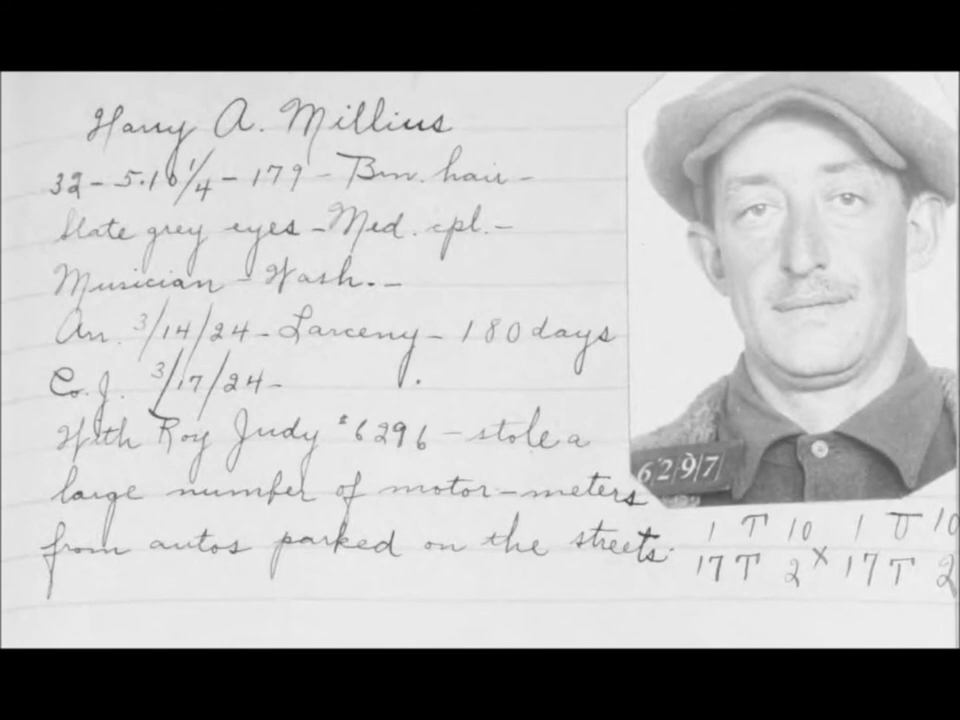 Harry A. Millius
32 - 5.10 1/4 - 179 - Brn. hair -
Slate grey eyes - Med. cpl. -
Musician - Wash. -
Arr. 3/14/24 - Larceny - 180 days
Co. J. 3/17/24 -
With Roy Judy #6296 - stole a
large number of motor-meters
from autos parked on the streets.
6297
1 T 10 1 U 10
17 T 2 x 17 T 2